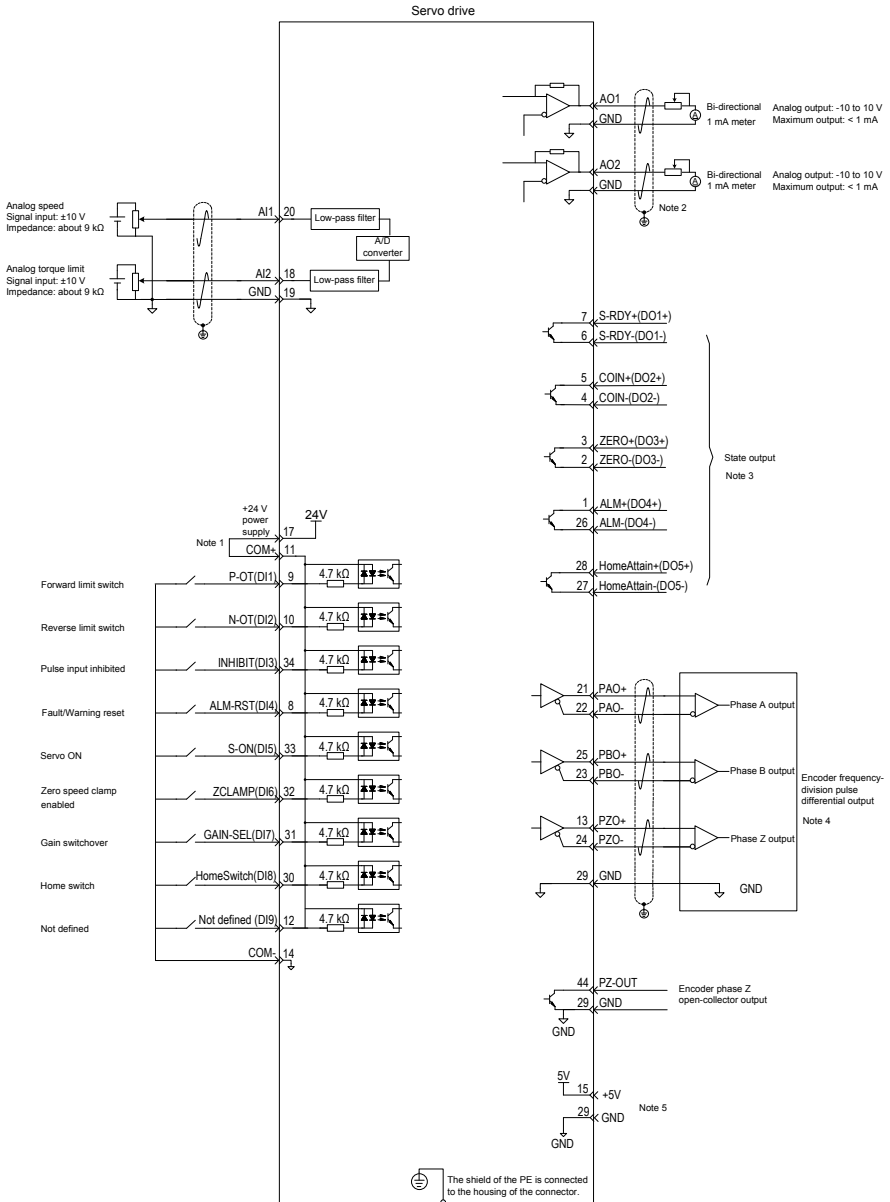 Servo drive
AO1
GND
Bi-directional
1 mA meter
A
Analog output: -10 to 10 V
Maximum output: < 1 mA
AO2
GND
Bi-directional
1 mA meter
A
Analog output: -10 to 10 V
Maximum output: < 1 mA
Note 2
Analog speed
Signal input: ±10 V
Impedance: about 9 kΩ
AI1 20
Low-pass filter
A/D
converter
Analog torque limit
Signal input: ±10 V
Impedance: about 9 kΩ
AI2 18
Low-pass filter
GND 19
7 S-RDY+(DO1+)
6 S-RDY-(DO1-)
5 COIN+(DO2+)
4 COIN-(DO2-)
3 ZERO+(DO3+)
2 ZERO-(DO3-)
1 ALM+(DO4+)
26 ALM-(DO4-)
28 HomeAttain+(DO5+)
27 HomeAttain-(DO5-)
State output
Note 3
+24 V
power
supply
17
24V
Note 1
COM+ 11
Forward limit switch
P-OT(DI1) 9 4.7 kΩ
Reverse limit switch
N-OT(DI2) 10 4.7 kΩ
Pulse input inhibited
INHIBIT(DI3) 34 4.7 kΩ
Fault/Warning reset
ALM-RST(DI4) 8 4.7 kΩ
Servo ON
S-ON(DI5) 33 4.7 kΩ
Zero speed clamp
enabled
ZCLAMP(DI6) 32 4.7 kΩ
Gain switchover
GAIN-SEL(DI7) 31 4.7 kΩ
Home switch
HomeSwitch(DI8) 30 4.7 kΩ
Not defined
Not defined (DI9) 12 4.7 kΩ
COM- 14
21 PAO+
22 PAO-
Phase A output
25 PBO+
23 PBO-
Phase B output
13 PZO+
24 PZO-
Phase Z output
29 GND
GND
Encoder frequency-
division pulse
differential output
Note 4
44 PZ-OUT
29 GND
GND
Encoder phase Z
open-collector output
5V
15 +5V
Note 5
29 GND
GND
The shield of the PE is connected
to the housing of the connector.